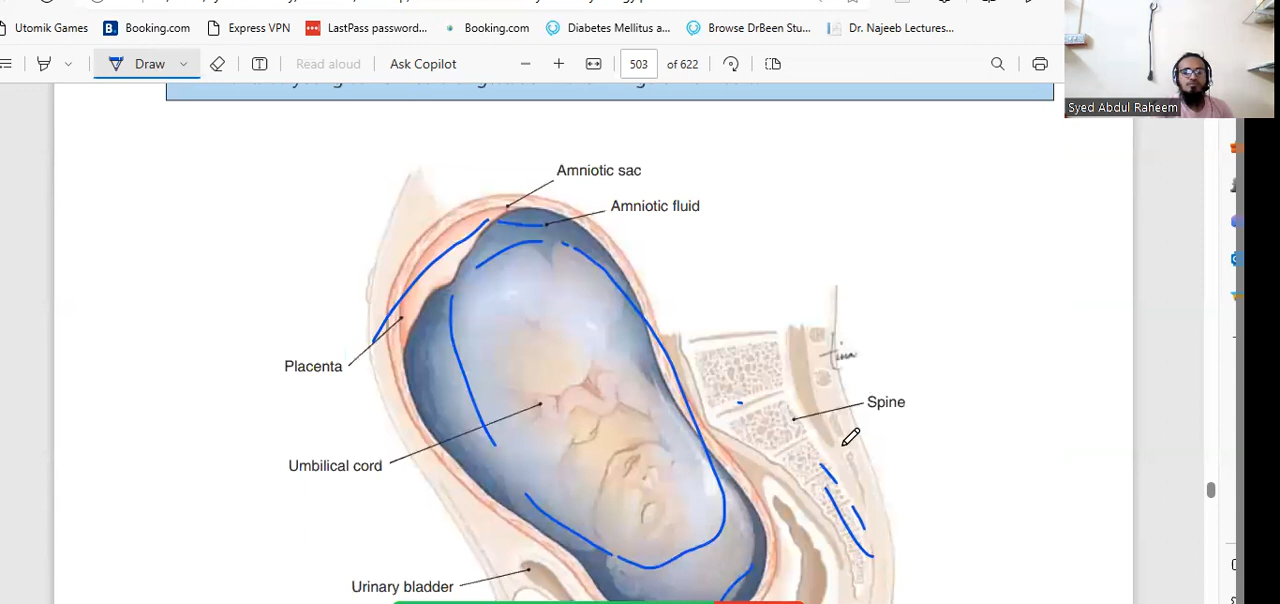 Utomik Games Booking.com Express VPN LastPass password... Booking.com Diabetes Mellitus a... Browse DrBeen Stu... Dr. Najeeb Lectures...
Draw Read aloud Ask Copilot 503 of 622
Syed Abdul Raheem
Amniotic sac
Amniotic fluid
Placenta
Spine
Umbilical cord
Urinary bladder